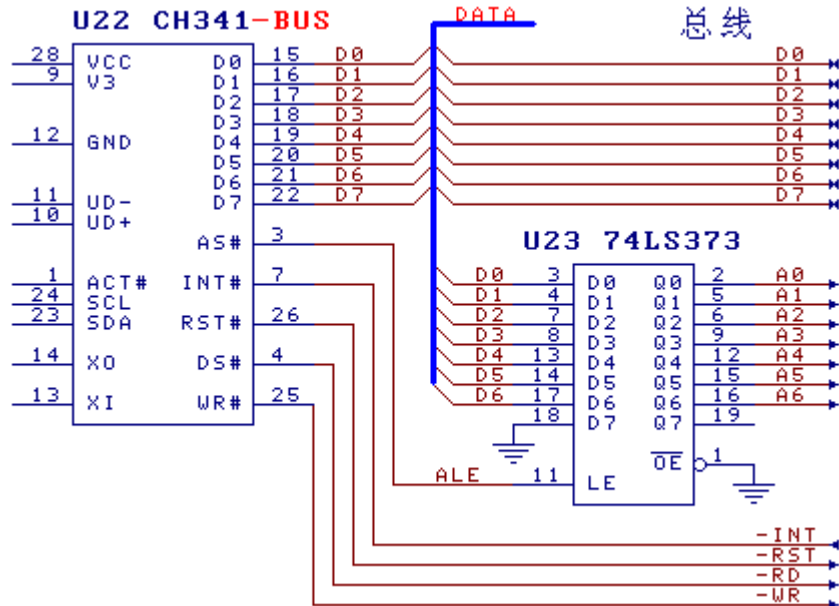 U22 CH341-BUS
DATA
总线
28 VCC D0 15 D0 D0
9 V3 D1 16 D1 D1
D2 17 D2 D2
D3 18 D3 D3
12 GND D4 19 D4 D4
D5 20 D5 D5
D6 21 D6 D6
11 UD- D7 22 D7 D7
10 UD+
AS# 3
1 ACT# INT# 7
24 SCL
23 SDA RST# 26
14 XO DS# 4
13 XI WR# 25
U23 74LS373
D0 3 D0 Q0 2 A0
D1 4 D1 Q1 5 A1
D2 7 D2 Q2 6 A2
D3 8 D3 Q3 9 A3
D4 13 D4 Q4 12 A4
D5 14 D5 Q5 15 A5
D6 17 D6 Q6 16 A6
18 D7 Q7 19
OE 1
ALE 11 LE
-INT
-RST
-RD
-WR